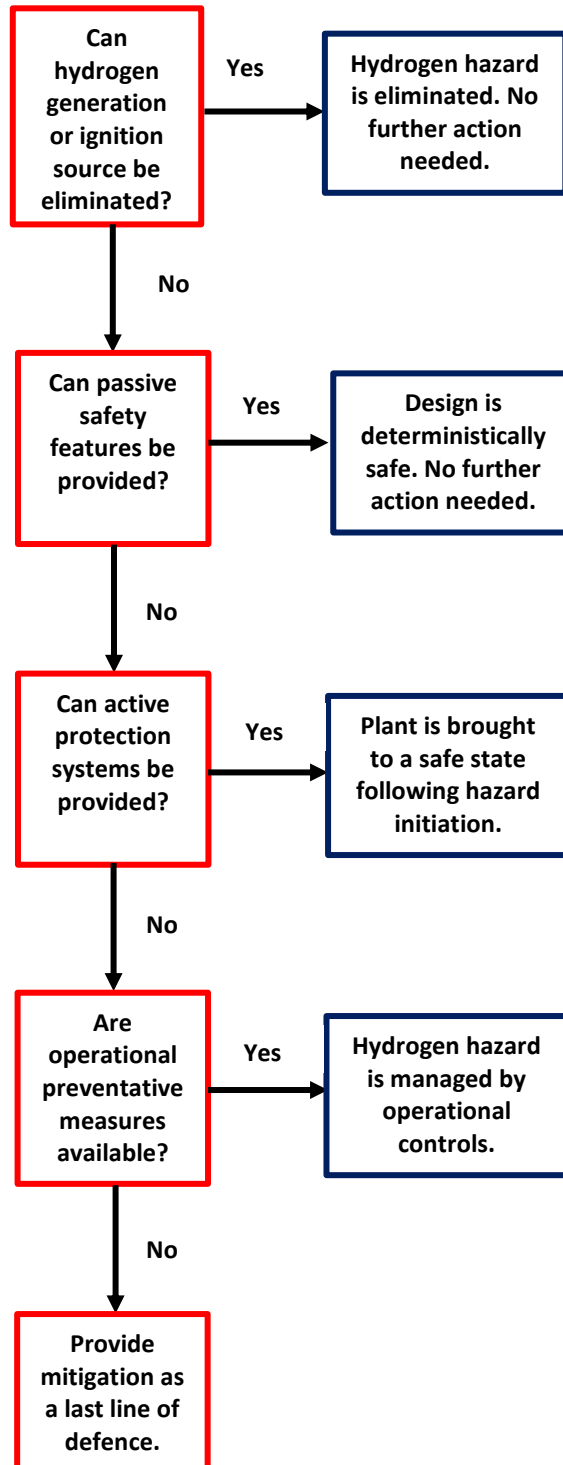 Can
hydrogen
generation
or ignition
source be
eliminated?
Yes
Hydrogen hazard
is eliminated. No
further action
needed.
No
Can passive
safety
features be
provided?
Yes
Design is
deterministically
safe. No further
action needed.
No
Can active
protection
systems be
provided?
Yes
Plant is brought
to a safe state
following hazard
initiation.
No
Are
operational
preventative
measures
available?
Yes
Hydrogen hazard
is managed by
operational
controls.
No
Provide
mitigation as
a last line of
defence.